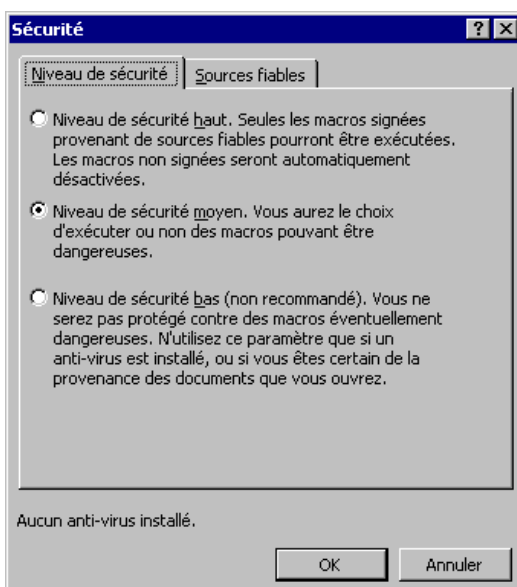 Sécurité
Niveau de sécurité
Sources fiables
Niveau de sécurité haut. Seules les macros signées
provenant de sources fiables pourront être exécutées.
Les macros non signées seront automatiquement
désactivées.
Niveau de sécurité moyen. Vous aurez le choix
d'exécuter ou non des macros pouvant être
dangereuses.
Niveau de sécurité bas (non recommandé). Vous ne
serez pas protégé contre des macros éventuellement
dangereuses. N'utilisez ce paramètre que si un
anti-virus est installé, ou si vous êtes certain de la
provenance des documents que vous ouvrez.
Aucun anti-virus installé.
OK
Annuler